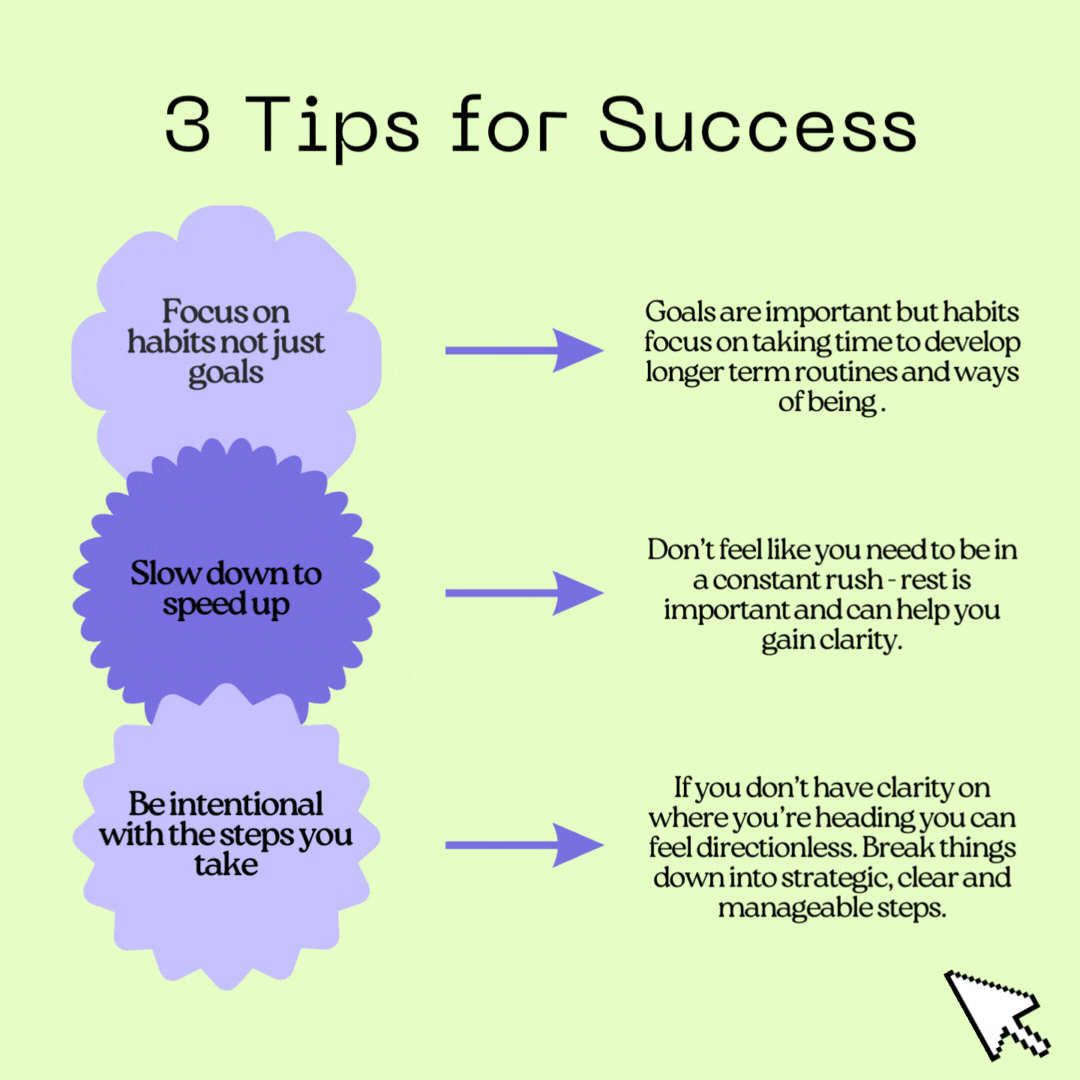 3 Tips for Success
Focus on
habits not just
goals
Goals are important but habits
focus on taking time to develop
longer term routines and ways
of being .
Slow down to
speed up
Don't feel like you need to be in
a constant rush - rest is
important and can help you
gain clarity.
Be intentional
with the steps you
take
If you don't have clarity on
where you're heading you can
feel directionless. Break things
down into strategic, clear and
manageable steps.